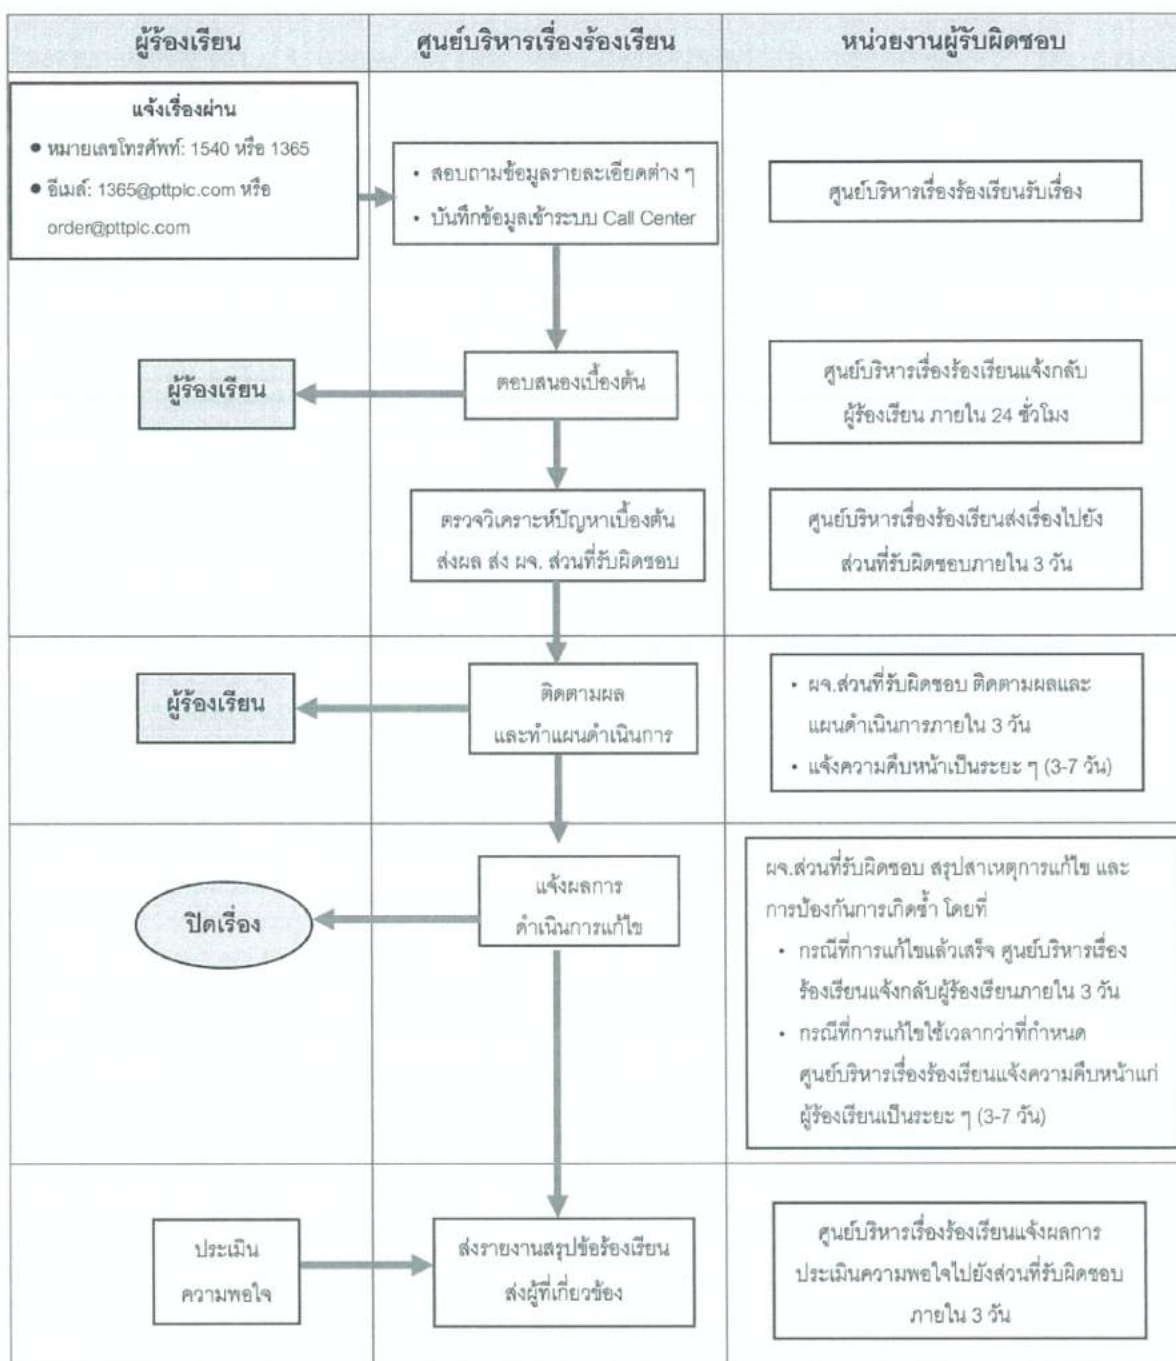 ผู้ร้องเรียน
ศูนย์บริหารเรื่องร้องเรียน
หน่วยงานผู้รับผิดชอบ
แจ้งเรื่องผ่าน
● หมายเลขโทรศัพท์: 1540 หรือ 1365
● อีเมล์: 1365@pttplc.com หรือ
order@pttplc.com
• สอบถามข้อมูลรายละเอียดต่าง ๆ
• บันทึกข้อมูลเข้าระบบ Call Center
ศูนย์บริหารเรื่องร้องเรียนรับเรื่อง
ผู้ร้องเรียน
ตอบสนองเบื้องต้น
ศูนย์บริหารเรื่องร้องเรียนแจ้งกลับ
ผู้ร้องเรียน ภายใน 24 ชั่วโมง
ตรวจวิเคราะห์ปัญหาเบื้องต้น
ส่งผล ส่ง ผจ. ส่วนที่รับผิดชอบ
ศูนย์บริหารเรื่องร้องเรียนส่งเรื่องไปยัง
ส่วนที่รับผิดชอบภายใน 3 วัน
ผู้ร้องเรียน
ติดตามผล
และทำแผนดำเนินการ
• ผจ.ส่วนที่รับผิดชอบ ติดตามผลและ
แผนดำเนินการภายใน 3 วัน
• แจ้งความคืบหน้าเป็นระยะ ๆ (3-7 วัน)
ปิดเรื่อง
แจ้งผลการ
ดำเนินการแก้ไข
ผจ.ส่วนที่รับผิดชอบ สรุปสาเหตุการแก้ไข และ
การป้องกันการเกิดซ้ำ โดยที่
• กรณีที่การแก้ไขแล้วเสร็จ ศูนย์บริหารเรื่อง
ร้องเรียนแจ้งกลับผู้ร้องเรียนภายใน 3 วัน
• กรณีที่การแก้ไขใช้เวลากว่าที่กำหนด
ศูนย์บริหารเรื่องร้องเรียนแจ้งความคืบหน้าแก่
ผู้ร้องเรียนเป็นระยะ ๆ (3-7 วัน)
ประเมิน
ความพอใจ
ส่งรายงานสรุปข้อร้องเรียน
ส่งผู้ที่เกี่ยวข้อง
ศูนย์บริหารเรื่องร้องเรียนแจ้งผลการ
ประเมินความพอใจไปยังส่วนที่รับผิดชอบ
ภายใน 3 วัน